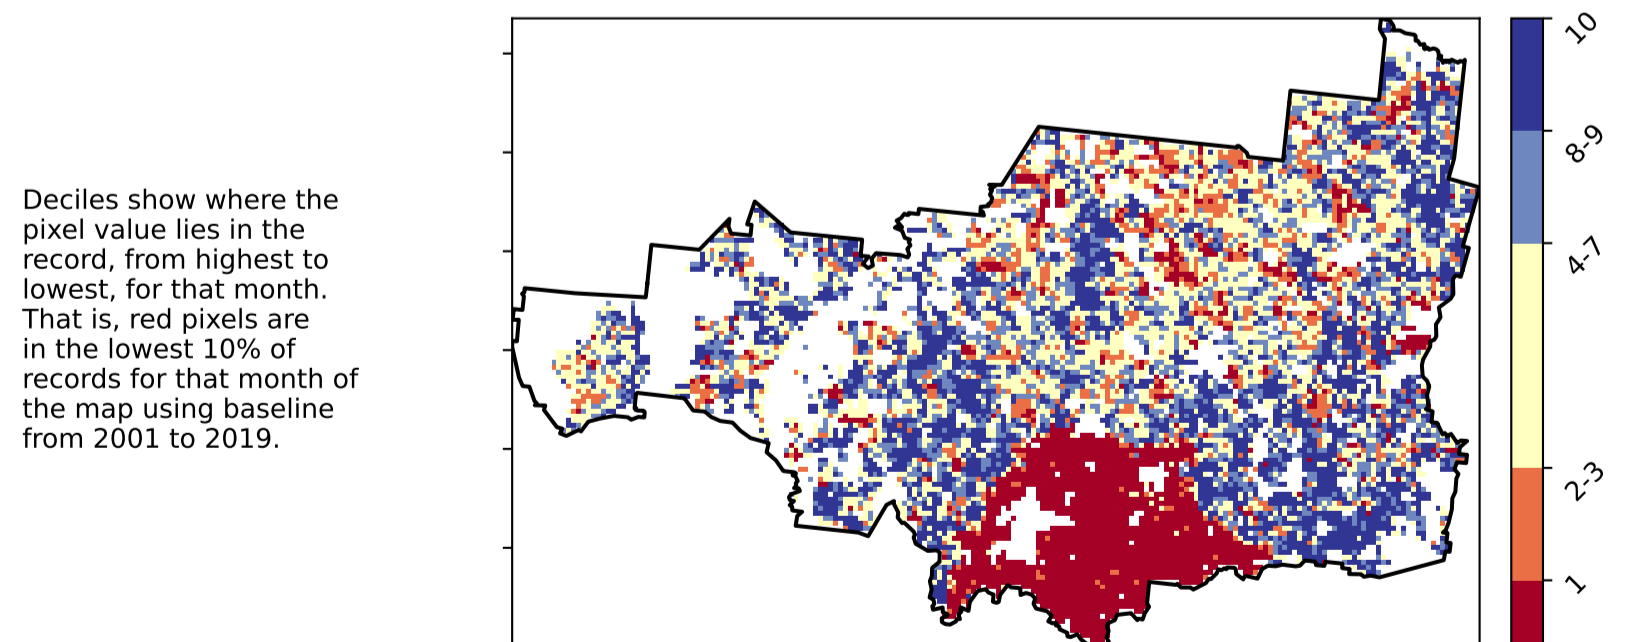 Deciles show where the
pixel value lies in the
record, from highest to
lowest, for that month.
That is, red pixels are
in the lowest 10% of
records for that month of
the map using baseline
from 2001 to 2019.
10
8-9
4-7
2-3
1